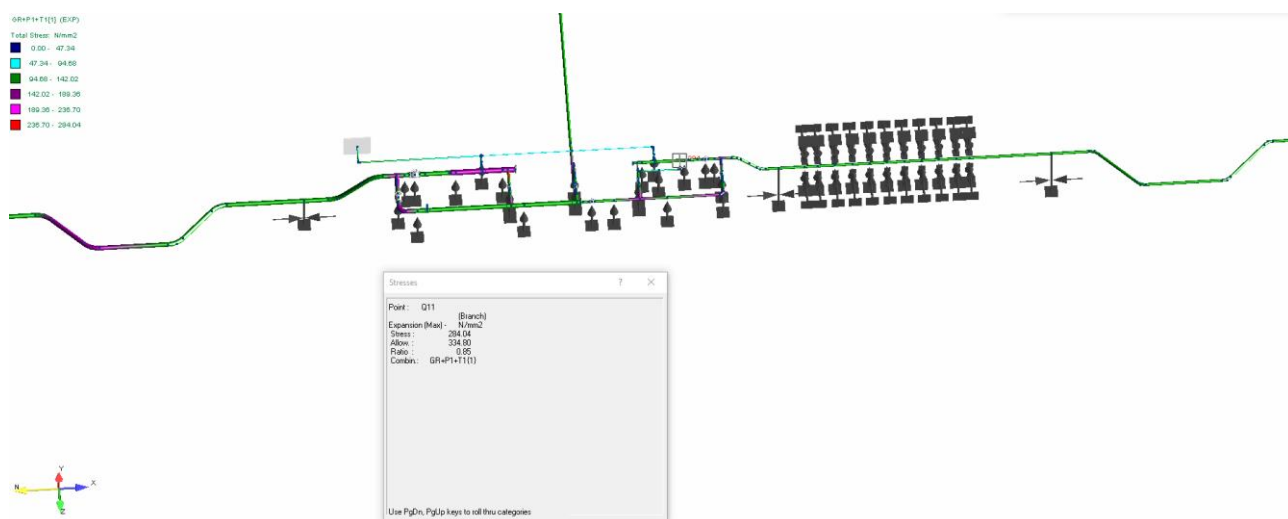 GR+P1+T1[1] (EXP)
Total Stress: N/mm2
0.00 - 47.34
47.34 - 94.68
94.68 - 142.02
142.02 - 189.36
189.36 - 236.70
236.70 - 284.04
Stresses
? X
Point : Q11
(Branch)
Expansion (Max) - N/mm2
Stress : 284.04
Allow. : 334.80
Ratio : 0.85
Combin.: GR+P1+T1(1)
Use PgDn, PgUp keys to roll thru categories
Y
N
X
Z